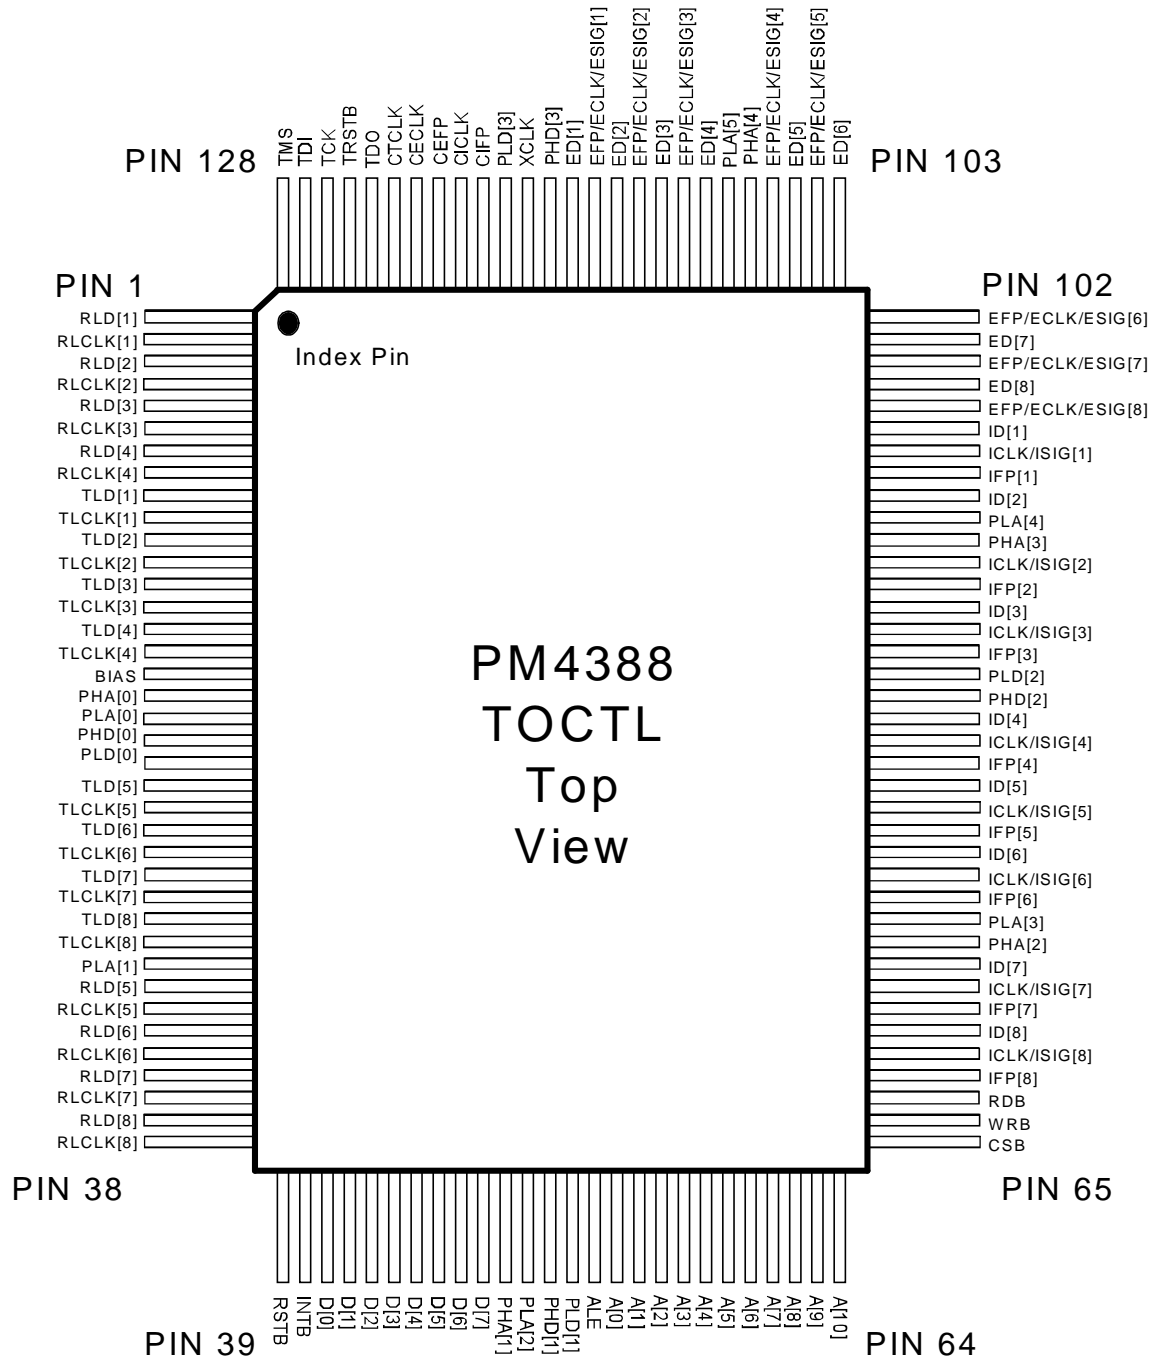 PIN 128
TMS
TDI
TCK
TRSTB
TDO
CTCLK
CECLK
CEFP
CICLK
CIFP
PLD[3]
XCLK
PHD[3]
ED[1]
EFP/ECLK/ESIG[1]
ED[2]
EFP/ECLK/ESIG[2]
ED[3]
EFP/ECLK/ESIG[3]
ED[4]
PLA[5]
PHA[4]
EFP/ECLK/ESIG[4]
ED[5]
EFP/ECLK/ESIG[5]
ED[6]
PIN 103
PIN 1
RLD[1]
RLCLK[1]
RLD[2]
RLCLK[2]
RLD[3]
RLCLK[3]
RLD[4]
RLCLK[4]
TLD[1]
TLCLK[1]
TLD[2]
TLCLK[2]
TLD[3]
TLCLK[3]
TLD[4]
TLCLK[4]
BIAS
PHA[0]
PLA[0]
PHD[0]
PLD[0]
TLD[5]
TLCLK[5]
TLD[6]
TLCLK[6]
TLD[7]
TLCLK[7]
TLD[8]
TLCLK[8]
PLA[1]
RLD[5]
RLCLK[5]
RLD[6]
RLCLK[6]
RLD[7]
RLCLK[7]
RLD[8]
RLCLK[8]
PIN 38
Index Pin
PM4388
TOCTL
Top
View
PIN 102
EFP/ECLK/ESIG[6]
ED[7]
EFP/ECLK/ESIG[7]
ED[8]
EFP/ECLK/ESIG[8]
ID[1]
ICLK/ISIG[1]
IFP[1]
ID[2]
PLA[4]
PHA[3]
ICLK/ISIG[2]
IFP[2]
ID[3]
ICLK/ISIG[3]
IFP[3]
PLD[2]
PHD[2]
ID[4]
ICLK/ISIG[4]
IFP[4]
ID[5]
ICLK/ISIG[5]
IFP[5]
ID[6]
ICLK/ISIG[6]
IFP[6]
PLA[3]
PHA[2]
ID[7]
ICLK/ISIG[7]
IFP[7]
ID[8]
ICLK/ISIG[8]
IFP[8]
RDB
WRB
CSB
PIN 65
PIN 39
RSTB
INTB
D[0]
D[1]
D[2]
D[3]
D[4]
D[5]
D[6]
D[7]
PHA[1]
PLA[2]
PHD[1]
PLD[1]
ALE
A[0]
A[1]
A[2]
A[3]
A[4]
A[5]
A[6]
A[7]
A[8]
A[9]
A[10]
PIN 64